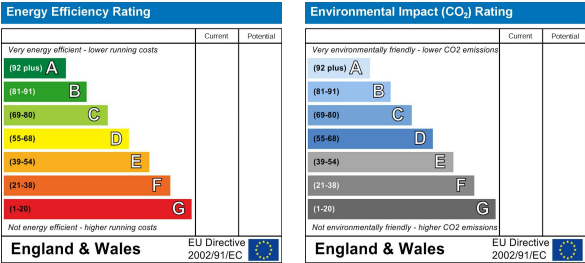 Energy Efficiency Rating
Current Potential
Very energy efficient - lower running costs
(92 plus) A
(81-91) B
(69-80) C
(55-68) D
(39-54) E
(21-38) F
(1-20) G
Not energy efficient - higher running costs
England & Wales
EU Directive
2002/91/EC
Environmental Impact (CO₂) Rating
Current Potential
Very environmentally friendly - lower CO2 emissions
(92 plus) A
(81-91) B
(69-80) C
(55-68) D
(39-54) E
(21-38) F
(1-20) G
Not environmentally friendly - higher CO2 emissions
England & Wales
EU Directive
2002/91/EC